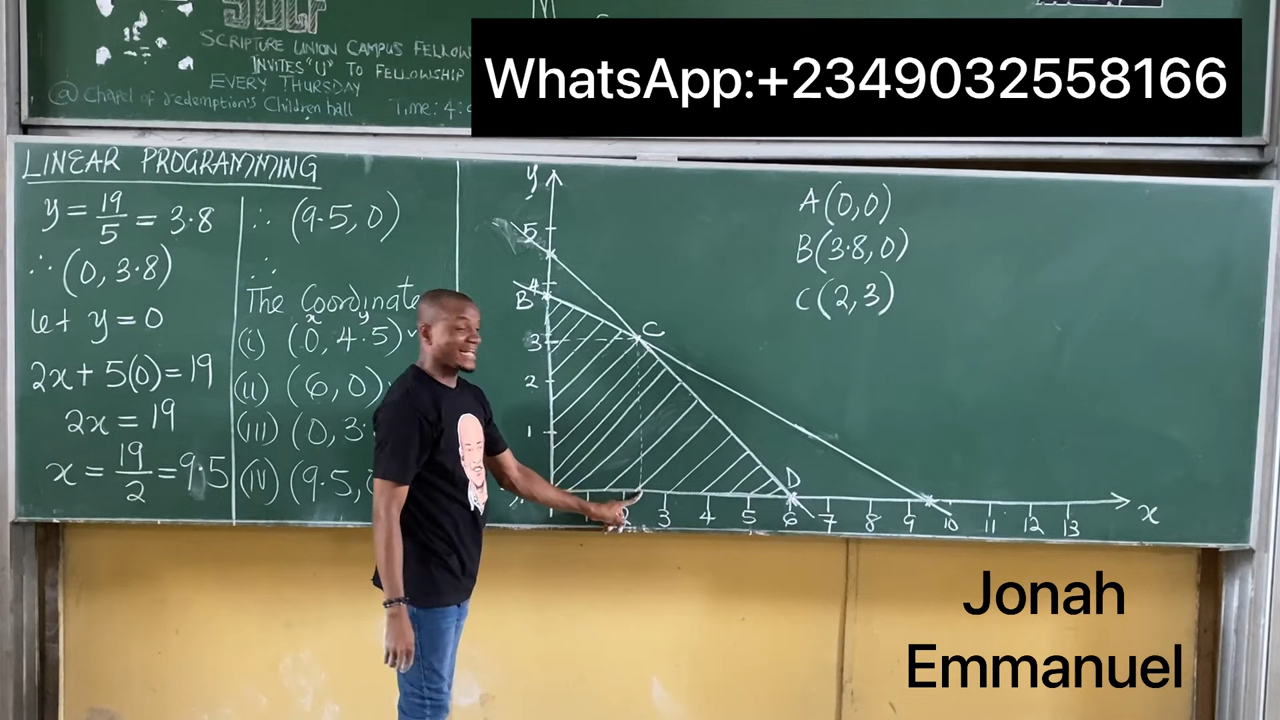 SCRIPTURE UNION CAMPUS
INVITES "U" TO FELLOWSHIP
EVERY THURSDAY
@ Chapel of redemption's Children hall Time: 4:
WhatsApp:+2349032558166
LINEAR PROGRAMMING
y = 19/5 = 3.8
∴ (0, 3.8)
let y = 0
2x + 5(0) = 19
2x = 19
x = 19/2 = 9.5
∴ (9.5, 0)
∴
The Coordinate
(i) (0, 4.5)
(ii) (6, 0)
(iii) (0, 3.
(iv) (9.5,
y
5
4
B
3
2
1
C
D
3 4 5 6 7 8 9 10 11 12 13
x
A(0,0)
B(3.8, 0)
C(2,3)
Jonah
Emmanuel